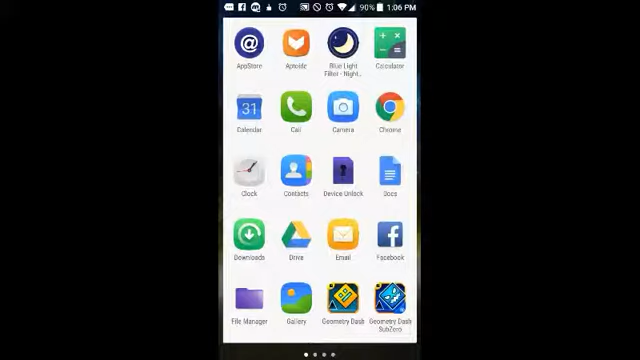 90% 1:06 PM
@
AppStore Aptoide Blue Light Calculator
Filter - Night..
31
Calendar Call Camera Chrome
Clock Contacts Device Unlock Docs
Downloads Drive Email Facebook
File Manager Gallery Geometry Dash Geometry Dash
SubZero